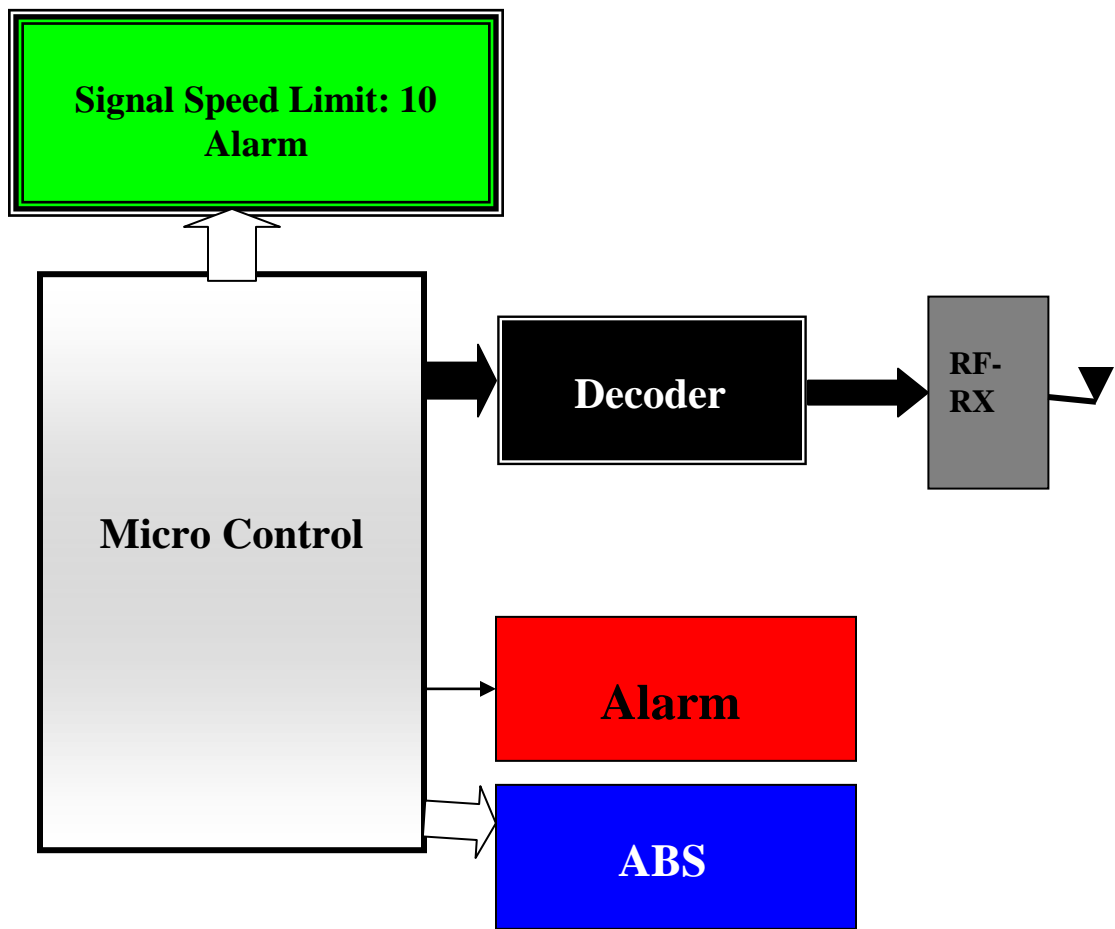 Signal Speed Limit: 10
Alarm
Decoder
RF-
RX
Micro Control
Alarm
ABS